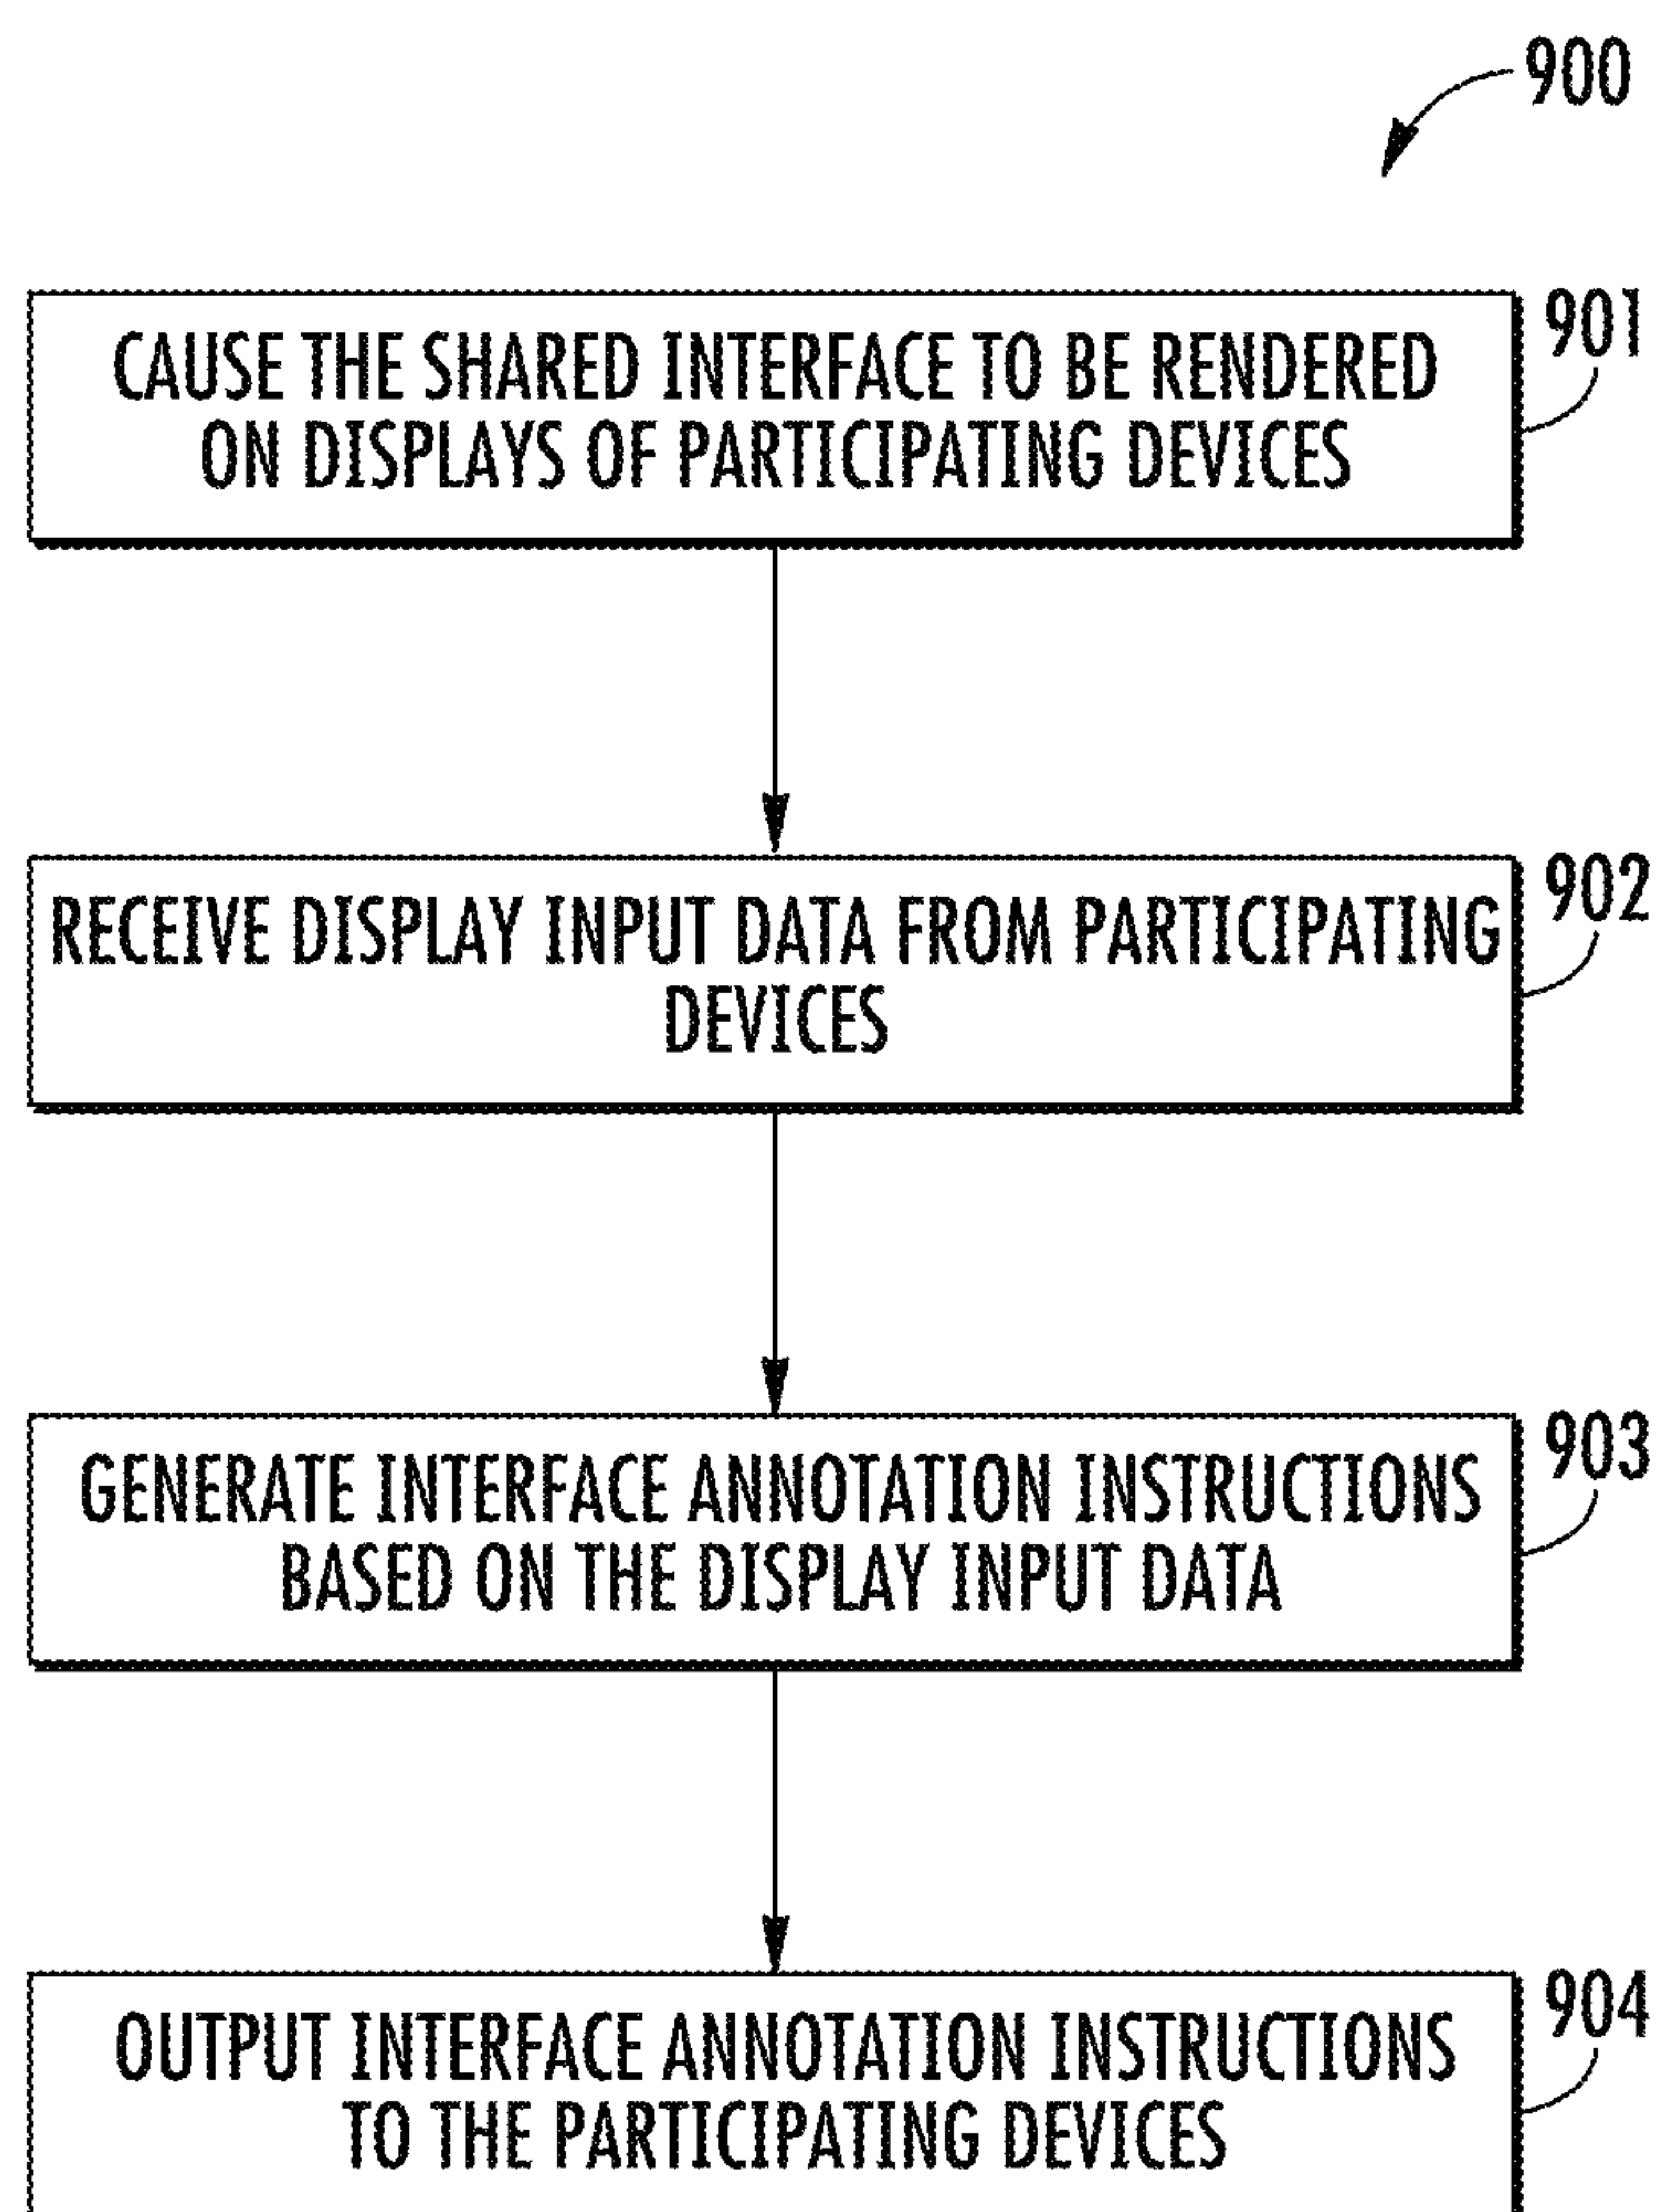 900
901
CAUSE THE SHARED INTERFACE TO BE RENDERED
ON DISPLAYS OF PARTICIPATING DEVICES
902
RECEIVE DISPLAY INPUT DATA FROM PARTICIPATING
DEVICES
903
GENERATE INTERFACE ANNOTATION INSTRUCTIONS
BASED ON THE DISPLAY INPUT DATA
904
OUTPUT INTERFACE ANNOTATION INSTRUCTIONS
TO THE PARTICIPATING DEVICES